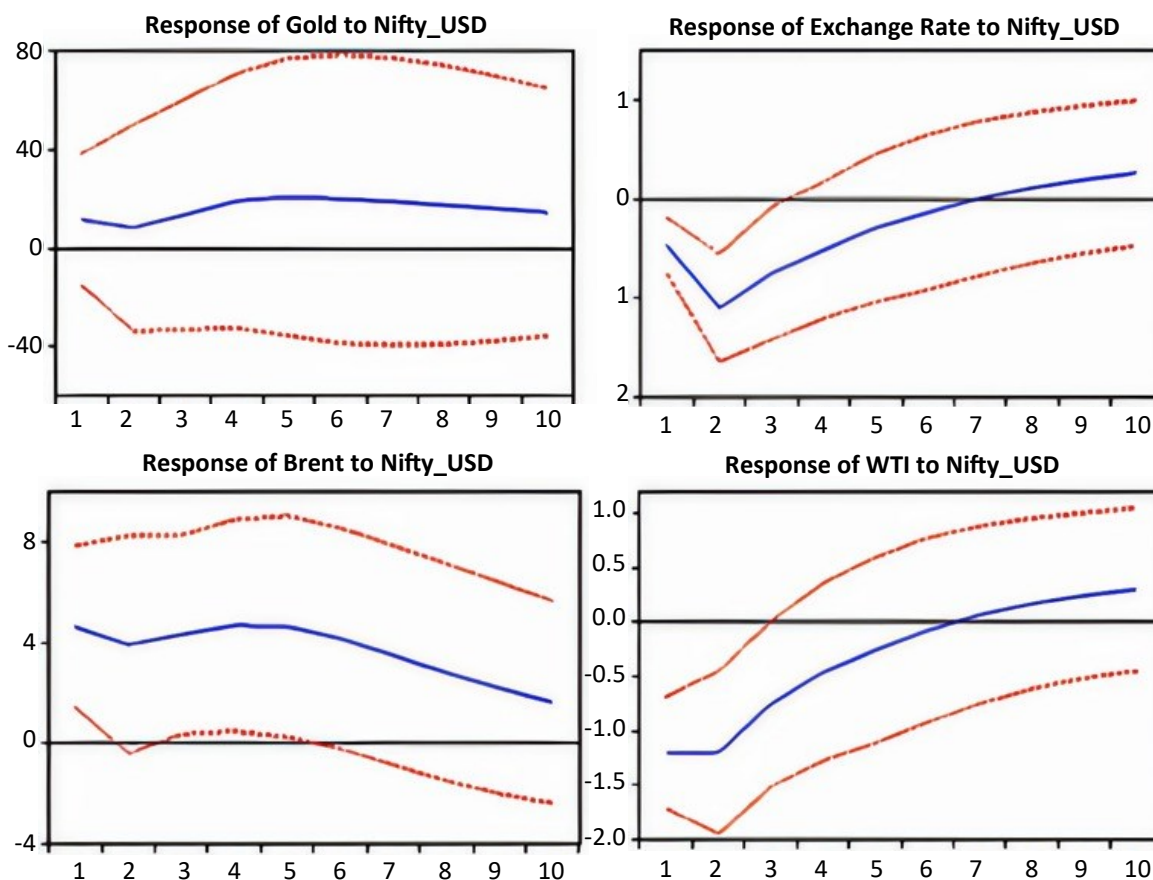 Response of Gold to Nifty_USD
80
40
0
-40
1 2 3 4 5 6 7 8 9 10
Response of Exchange Rate to Nifty_USD
1
0
1
2
1 2 3 4 5 6 7 8 9 10
Response of Brent to Nifty_USD
8
4
0
-4
1 2 3 4 5 6 7 8 9 10
Response of WTI to Nifty_USD
1.0
0.5
0.0
-0.5
-1.0
-1.5
-2.0
1 2 3 4 5 6 7 8 9 10